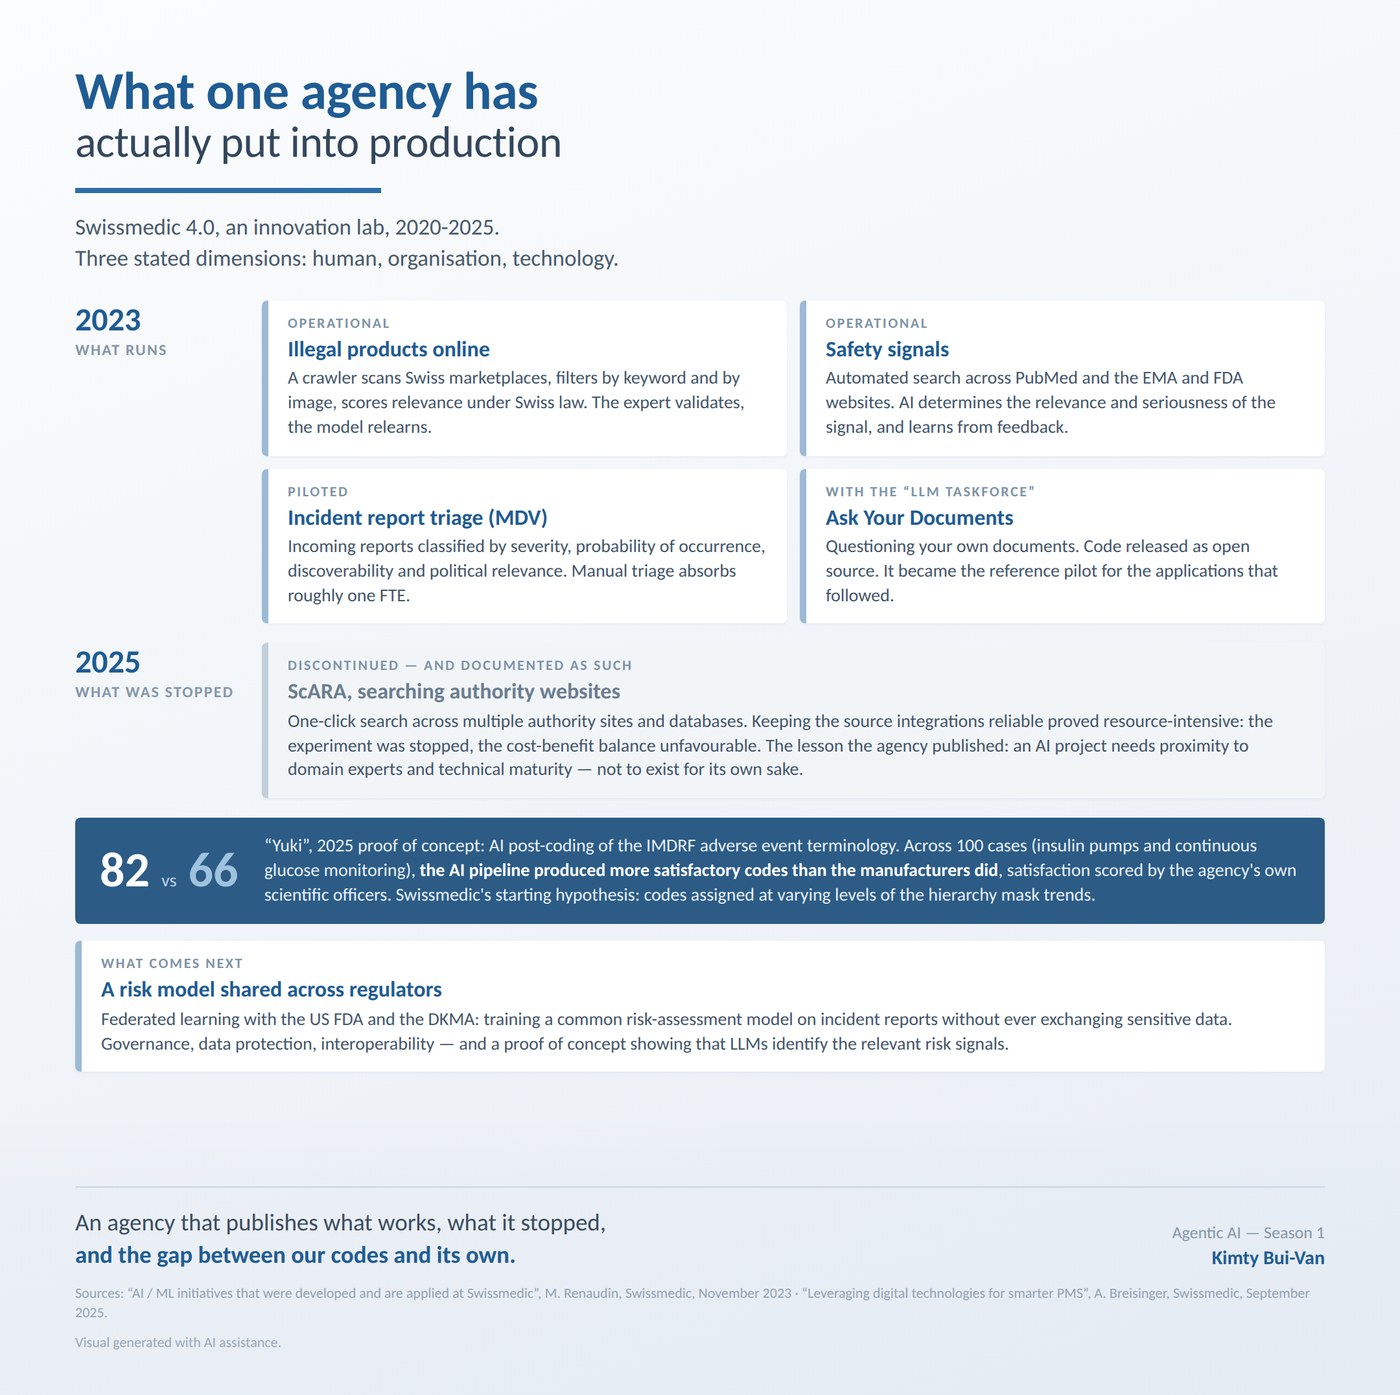 What one agency has
actually put into production
Swissmedic 4.0, an innovation lab, 2020-2025.
Three stated dimensions: human, organisation, technology.
2023
WHAT RUNS
OPERATIONAL
Illegal products online
A crawler scans Swiss marketplaces, filters by keyword and by
image, scores relevance under Swiss law. The expert validates,
the model relearns.
OPERATIONAL
Safety signals
Automated search across PubMed and the EMA and FDA
websites. AI determines the relevance and seriousness of the
signal, and learns from feedback.
PILOTED
Incident report triage (MDV)
Incoming reports classified by severity, probability of occurrence,
discoverability and political relevance. Manual triage absorbs
roughly one FTE.
WITH THE “LLM TASKFORCE”
Ask Your Documents
Questioning your own documents. Code released as open
source. It became the reference pilot for the applications that
followed.
2025
WHAT WAS STOPPED
DISCONTINUED — AND DOCUMENTED AS SUCH
ScARA, searching authority websites
One-click search across multiple authority sites and databases. Keeping the source integrations reliable proved resource-intensive: the
experiment was stopped, the cost-benefit balance unfavourable. The lesson the agency published: an AI project needs proximity to
domain experts and technical maturity — not to exist for its own sake.
82 vs 66
“Yuki”, 2025 proof of concept: AI post-coding of the IMDRF adverse event terminology. Across 100 cases (insulin pumps and continuous
glucose monitoring), the AI pipeline produced more satisfactory codes than the manufacturers did, satisfaction scored by the agency's own
scientific officers. Swissmedic's starting hypothesis: codes assigned at varying levels of the hierarchy mask trends.
WHAT COMES NEXT
A risk model shared across regulators
Federated learning with the US FDA and the DKMA: training a common risk-assessment model on incident reports without ever exchanging sensitive data.
Governance, data protection, interoperability — and a proof of concept showing that LLMs identify the relevant risk signals.
An agency that publishes what works, what it stopped,
and the gap between our codes and its own.
Agentic AI — Season 1
Kimty Bui-Van
Sources: “AI / ML initiatives that were developed and are applied at Swissmedic”, M. Renaudin, Swissmedic, November 2023 · “Leveraging digital technologies for smarter PMS”, A. Breisinger, Swissmedic, September
2025.
Visual generated with AI assistance.